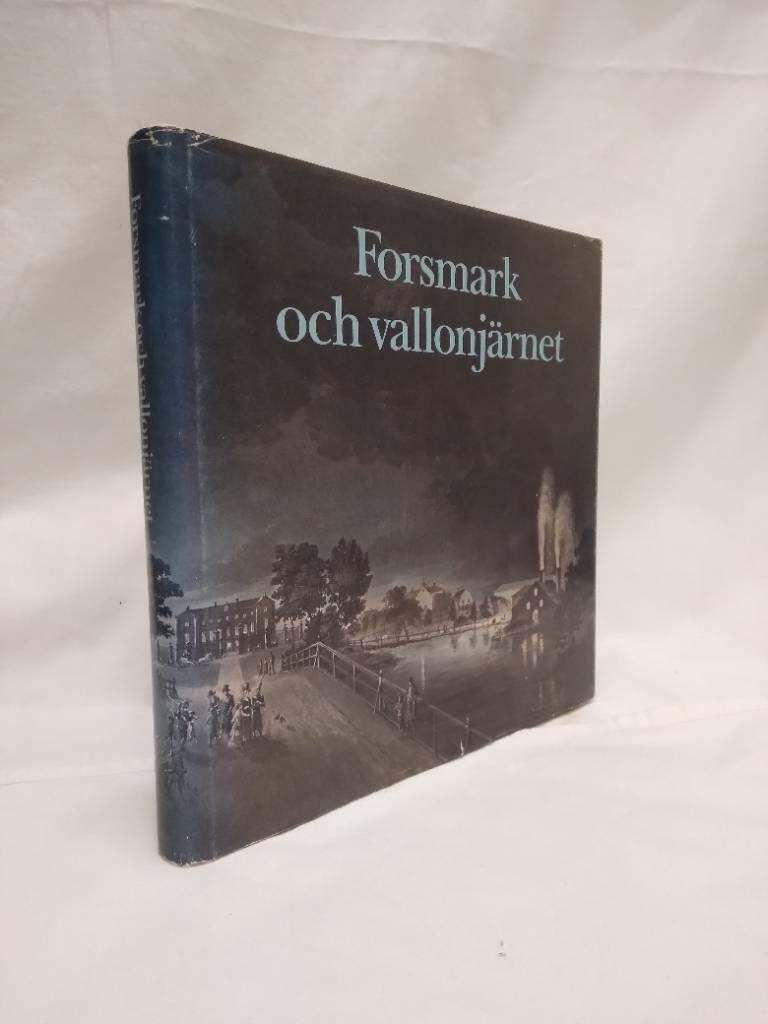 Forsmark
och vallonjärnet
Forsmark och vallonjärnet